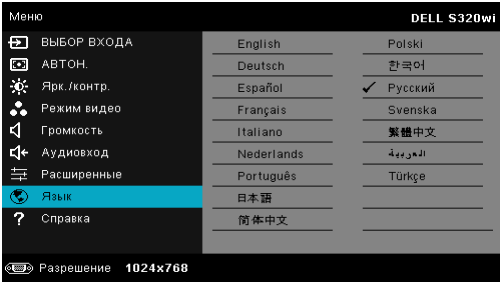 Меню DELL S320wi
ВЫБОР ВХОДА
АВТОН.
Ярк./контр.
Режим видео
Громкость
Аудиовход
Расширенные
Язык
Справка
English
Deutsch
Español
Français
Italiano
Nederlands
Português
日本語
简体中文
Polski
한국어
Русский
Svenska
繁體中文
العربية
Türkçe
Разрешение 1024x768